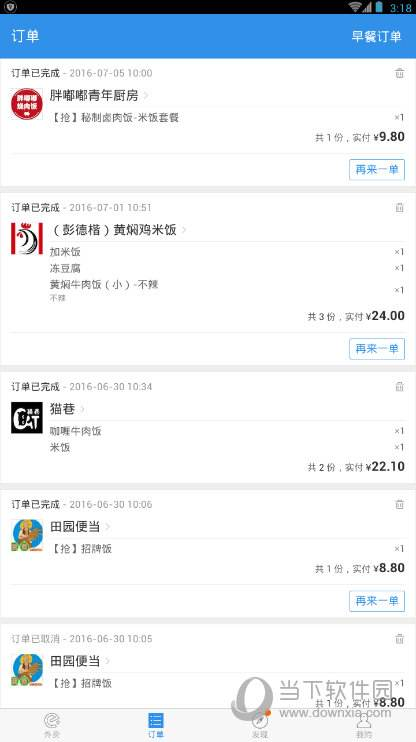 3:18
订单
早餐订单
订单已完成 - 2016-07-05 10:00
胖嘟嘟烧肉饭
胖嘟嘟青年厨房 >
【抢】秘制卤肉饭-米饭套餐 ×1
共 1 份，实付 ¥9.80
再来一单
订单已完成 - 2016-07-01 10:51
（彭德楷）黄焖鸡米饭 >
加米饭 ×1
冻豆腐 ×1
黄焖牛肉饭（小）-不辣 ×1
不辣
共 3 份，实付 ¥24.00
再来一单
订单已完成 - 2016-06-30 10:34
CAT
猫巷 >
咖喱牛肉饭 ×1
米饭 ×1
共 2 份，实付 ¥22.10
订单已完成 - 2016-06-30 10:06
田园便当 >
【抢】招牌饭 ×1
共 1 份，实付 ¥8.80
再来一单
订单已取消 - 2016-06-30 10:05
田园便当 >
【抢】招牌饭 ×1
共 1 份，实付 ¥8.80
当下软件园
www.downxia.com
外卖
订单
发现
我的